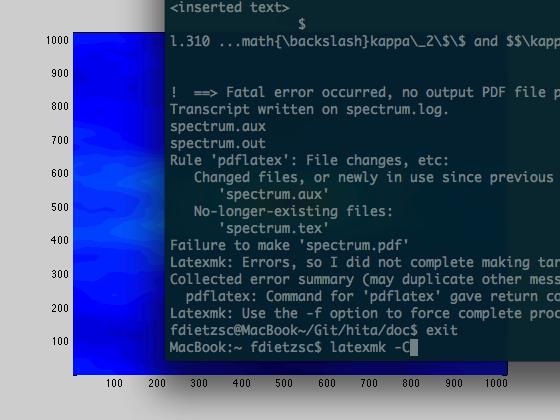 <inserted text>
$
l.310 ...math{\backslash}kappa\_2\$\$ and $$\kapp
! ==> Fatal error occurred, no output PDF file p
Transcript written on spectrum.log.
spectrum.aux
spectrum.out
Rule 'pdflatex': File changes, etc:
Changed files, or newly in use since previous
'spectrum.aux'
No-longer-existing files:
'spectrum.tex'
Failure to make 'spectrum.pdf'
Latexmk: Errors, so I did not complete making tar
Collected error summary (may duplicate other mess
pdflatex: Command for 'pdflatex' gave return co
Latexmk: Use the -f option to force complete proc
fdietzsc@MacBook~/Git/hita/doc$ exit
MacBook:~ fdietzsc$ latexmk -C
1000
900
800
700
600
500
400
300
200
100
100 200 300 400 500 600 700 800 900 1000